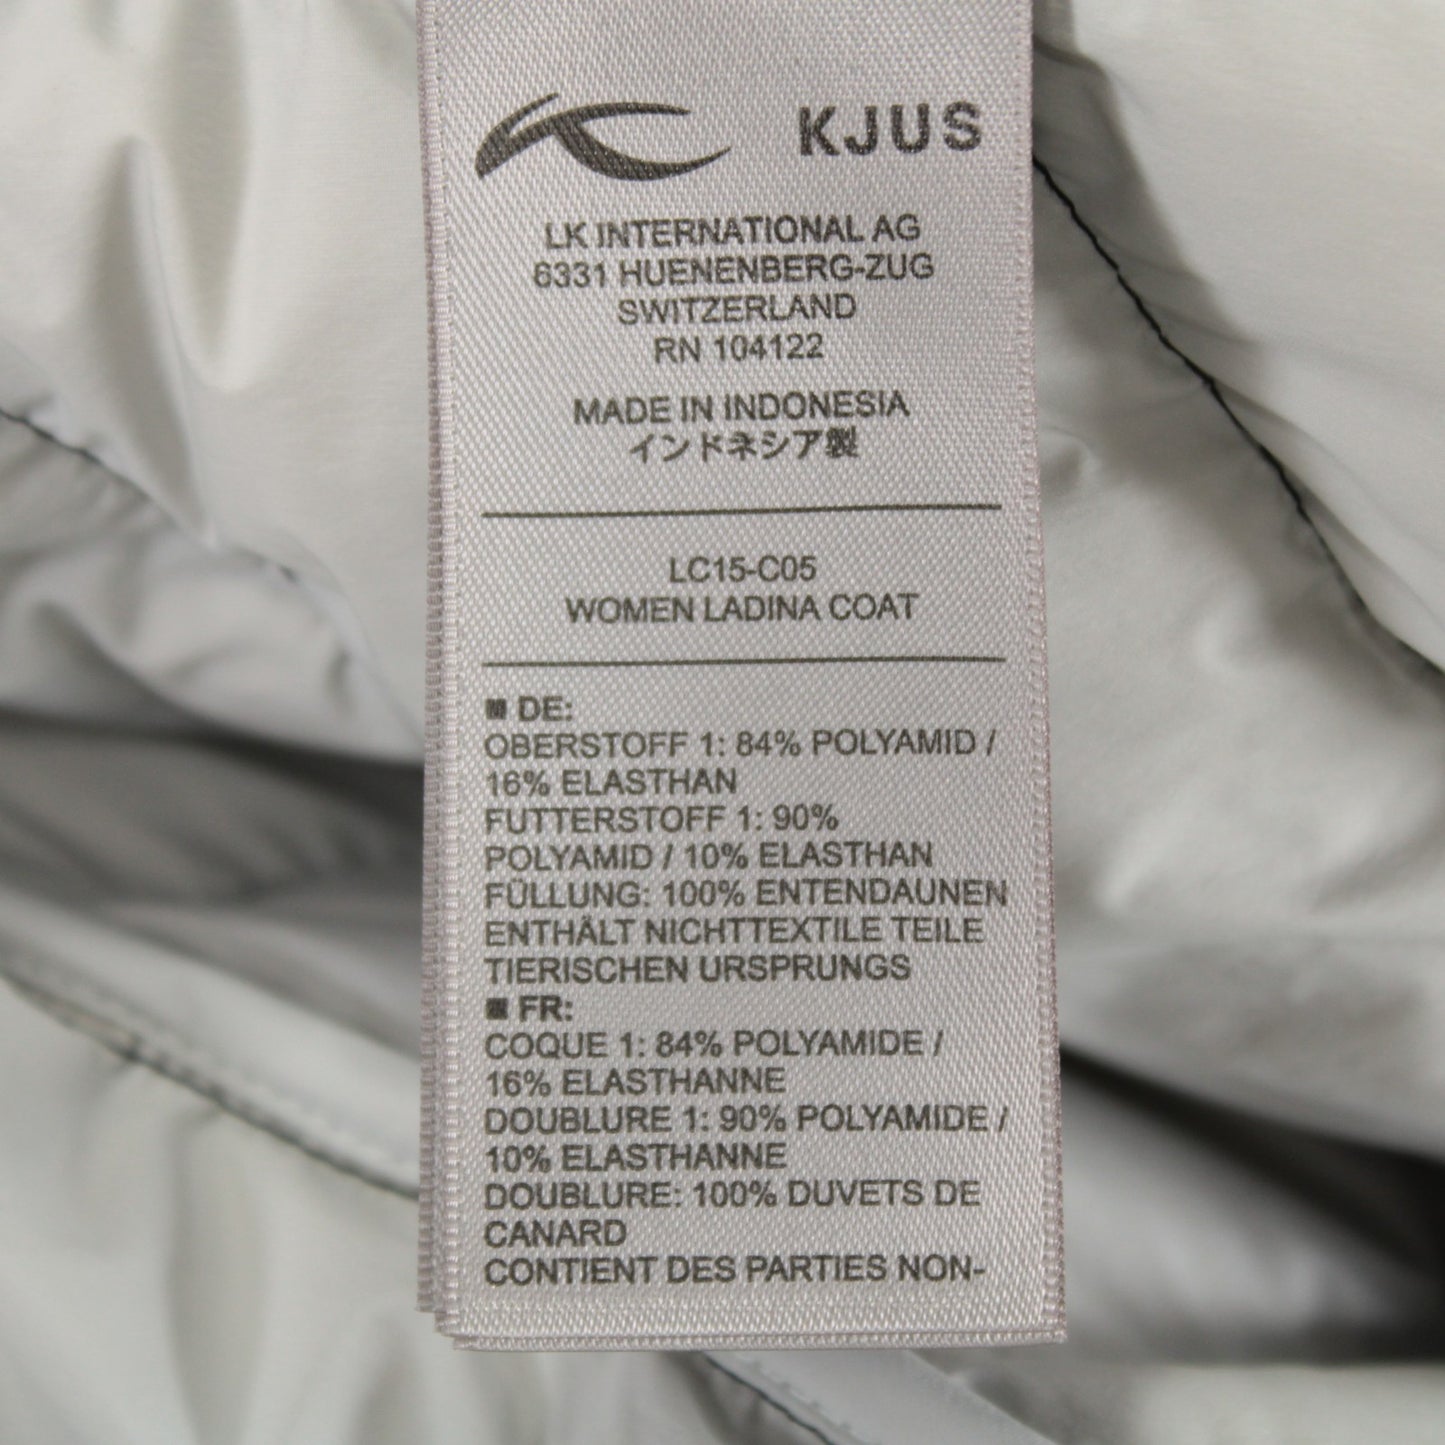 KJUS
LK INTERNATIONAL AG
6331 HUENENBERG-ZUG
SWITZERLAND
RN 104122
MADE IN INDONESIA
インドネシア製
LC15-C05
WOMEN LADINA COAT
■ DE:
OBERSTOFF 1: 84% POLYAMID /
16% ELASTHAN
FUTTERSTOFF 1: 90%
POLYAMID / 10% ELASTHAN
FÜLLUNG: 100% ENTENDAUNEN
ENTHÄLT NICHTTEXTILE TEILE
TIERISCHEN URSPRUNGS
■ FR:
COQUE 1: 84% POLYAMIDE /
16% ELASTHANNE
DOUBLURE 1: 90% POLYAMIDE /
10% ELASTHANNE
DOUBLURE: 100% DUVETS DE
CANARD
CONTIENT DES PARTIES NON-